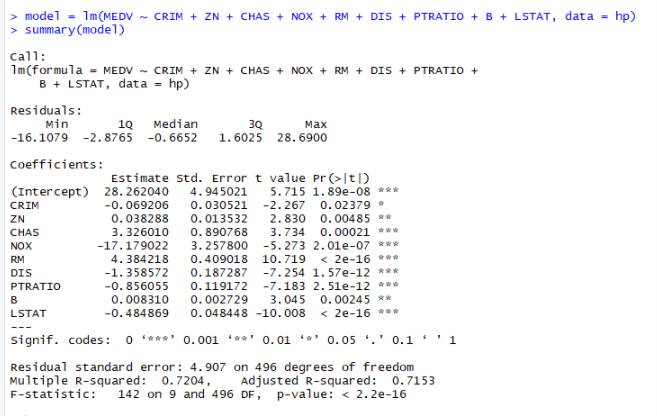 > model = lm(MEDV ~ CRIM + ZN + CHAS + NOX + RM + DIS + PTRATIO + B + LSTAT, data = hp)
> summary(model)
Call:
lm(formula = MEDV ~ CRIM + ZN + CHAS + NOX + RM + DIS + PTRATIO +
    B + LSTAT, data = hp)
Residuals:
     Min       1Q   Median       3Q      Max
-16.1079  -2.8765  -0.6652   1.6025  28.6900
Coefficients:
              Estimate Std. Error t value Pr(>|t|)
(Intercept)  28.262040   4.945021   5.715 1.89e-08 ***
CRIM         -0.069206   0.030521  -2.267  0.02379 *
ZN            0.038288   0.013532   2.830  0.00485 **
CHAS          3.326010   0.890768   3.734  0.00021 ***
NOX         -17.179022   3.257800  -5.273 2.01e-07 ***
RM            4.384218   0.409018  10.719  < 2e-16 ***
DIS          -1.358572   0.187287  -7.254 1.57e-12 ***
PTRATIO      -0.856055   0.119172  -7.183 2.51e-12 ***
B             0.008310   0.002729   3.045  0.00245 **
LSTAT        -0.484869   0.048448 -10.008  < 2e-16 ***
---
Signif. codes:  0 ‘***’ 0.001 ‘**’ 0.01 ‘*’ 0.05 ‘.’ 0.1 ‘ ’ 1
Residual standard error: 4.907 on 496 degrees of freedom
Multiple R-squared:  0.7204,    Adjusted R-squared:  0.7153
F-statistic:   142 on 9 and 496 DF,  p-value: < 2.2e-16